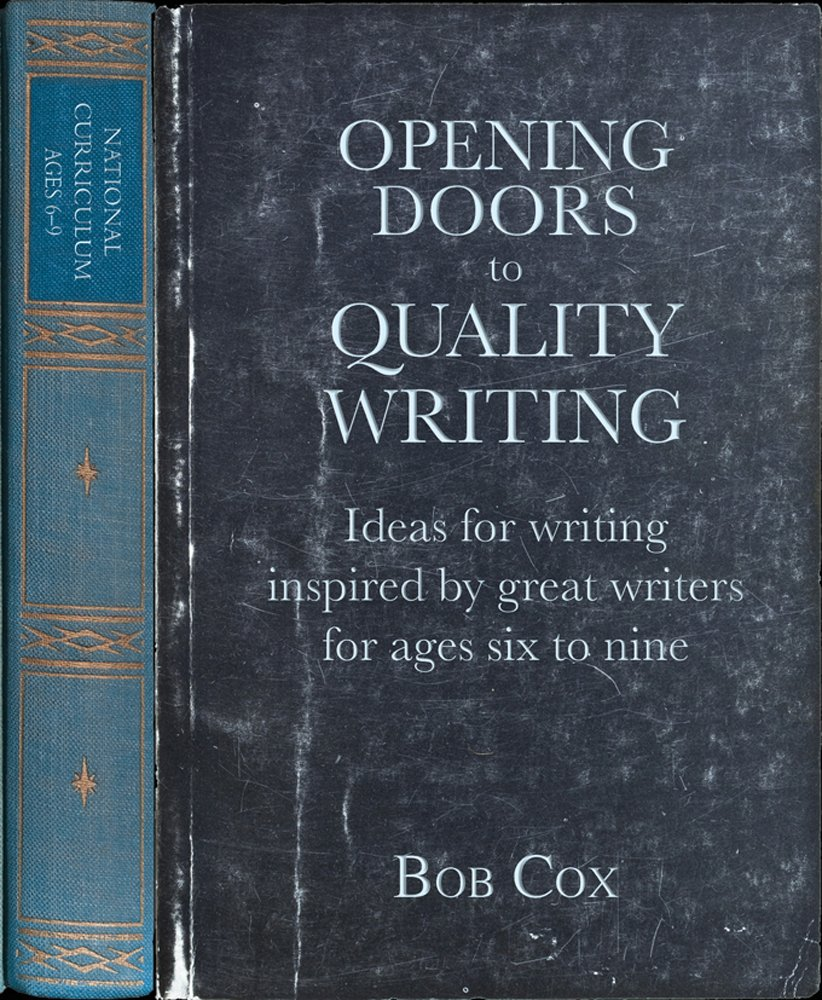 NATIONAL
CURRICULUM
AGES 6–9
OPENING
DOORS
to
QUALITY
WRITING
Ideas for writing
inspired by great writers
for ages six to nine
BOB COX